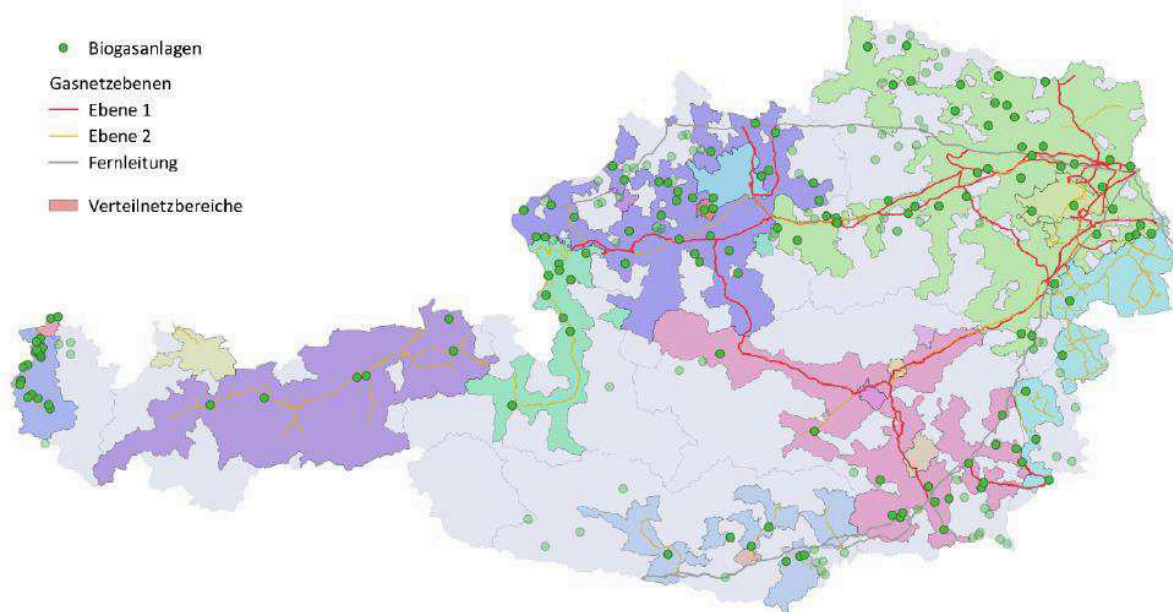 Biogasanlagen
Gasnetzebenen
Ebene 1
Ebene 2
Fernleitung
Verteilnetzbereiche